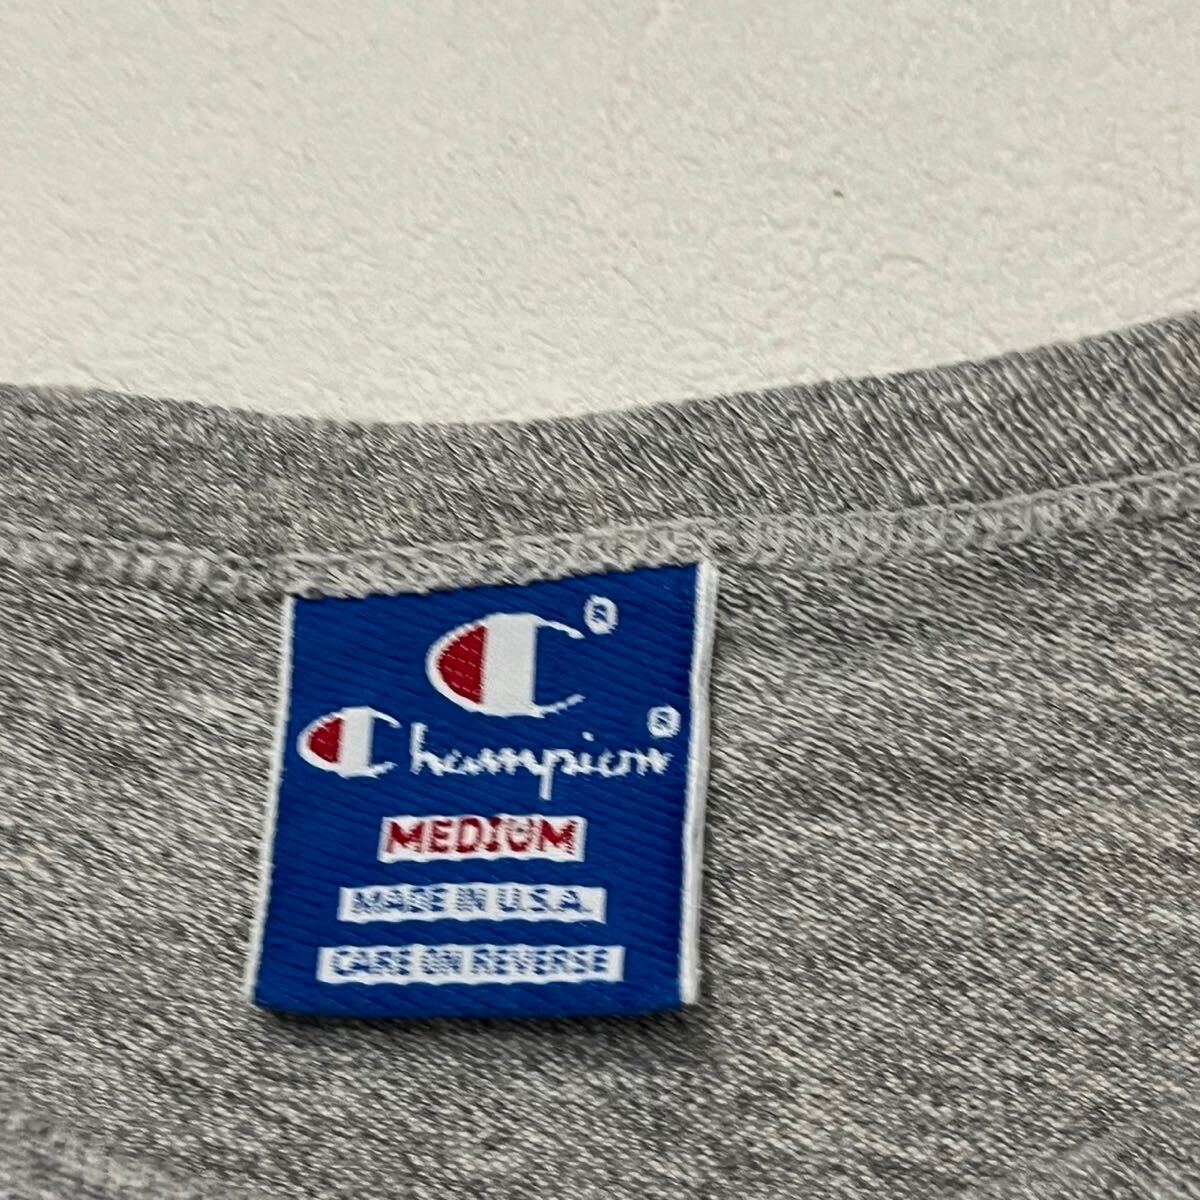 C®
Champion®
MEDIUM
MADE IN U.S.A.
CARE ON REVERSE